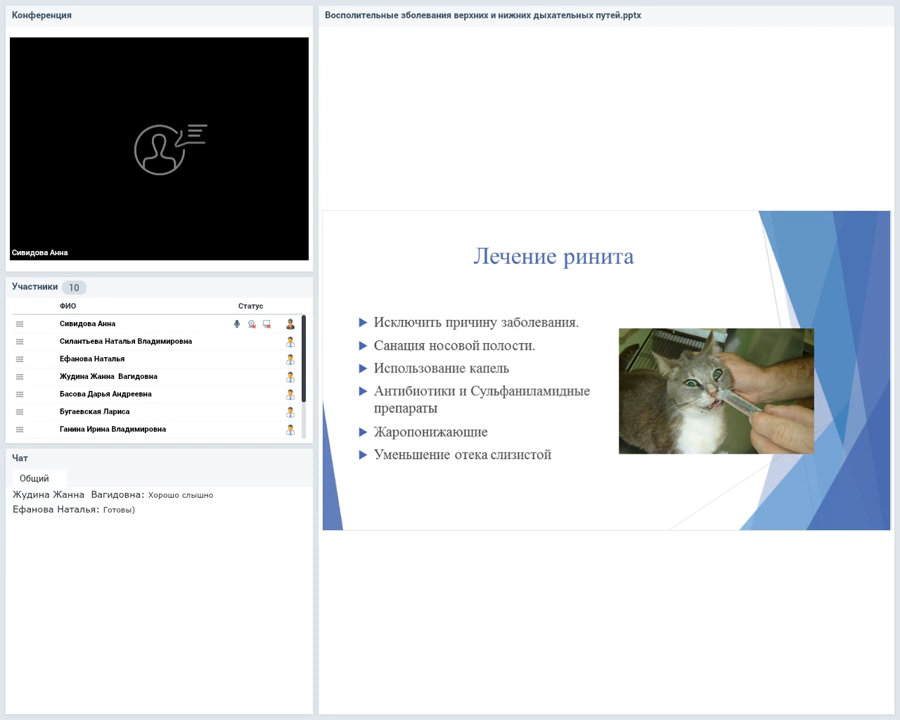 Конференция
Сивидова Анна
Участники 10
ФИО Статус
Сивидова Анна
Силантьева Наталья Владимировна
Ефанова Наталья
Жудина Жанна Вагидовна
Басова Дарья Андреевна
Бугаевская Лариса
Ганина Ирина Владимировна
Чат
Общий
Жудина Жанна Вагидовна: Хорошо слышно
Ефанова Наталья: Готовы)
Восполительные зболевания верхних и нижних дыхательных путей.pptx
Лечение ринита
Исключить причину заболевания.
Санация носовой полости.
Использование капель
Антибиотики и Сульфаниламидные
препараты
Жаропонижающие
Уменьшение отека слизистой